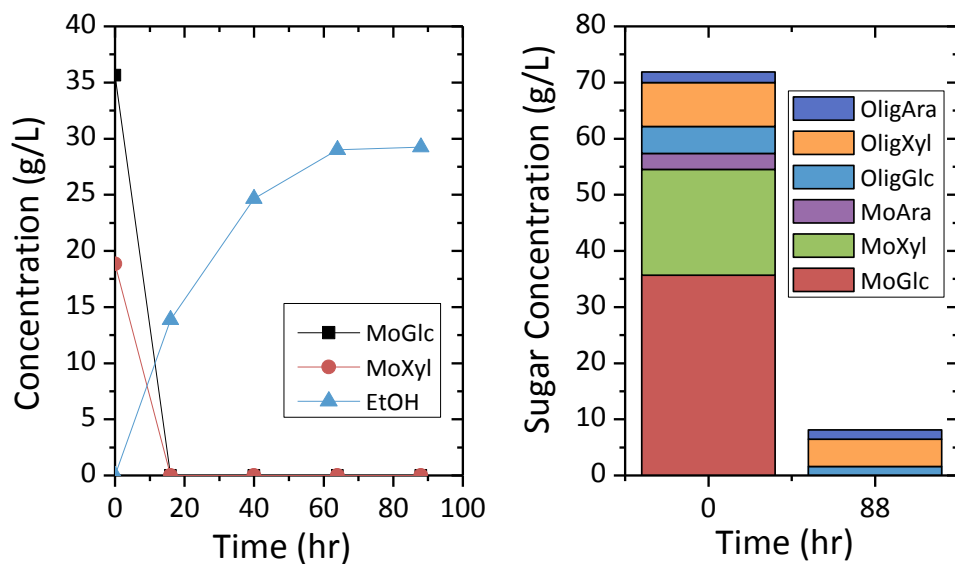 Concentration (g/L)
40
35
30
25
20
15
10
5
0
MoGlc
MoXyl
EtOH
0 20 40 60 80 100
Time (hr)
Sugar Concentration (g/L)
80
70
60
50
40
30
20
10
0
OligAra
OligXyl
OligGlc
MoAra
MoXyl
MoGlc
0 88
Time (hr)